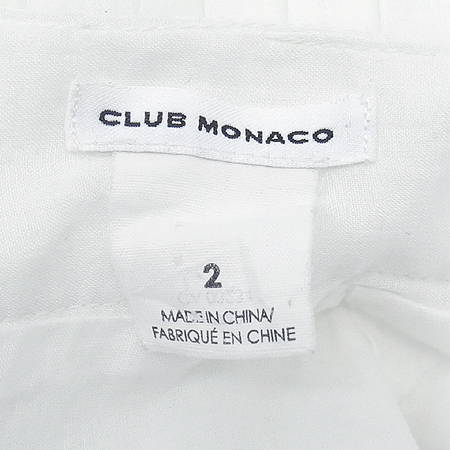 CLUB MONACO
2
MADE IN CHINA/
FABRIQUÉ EN CHINE